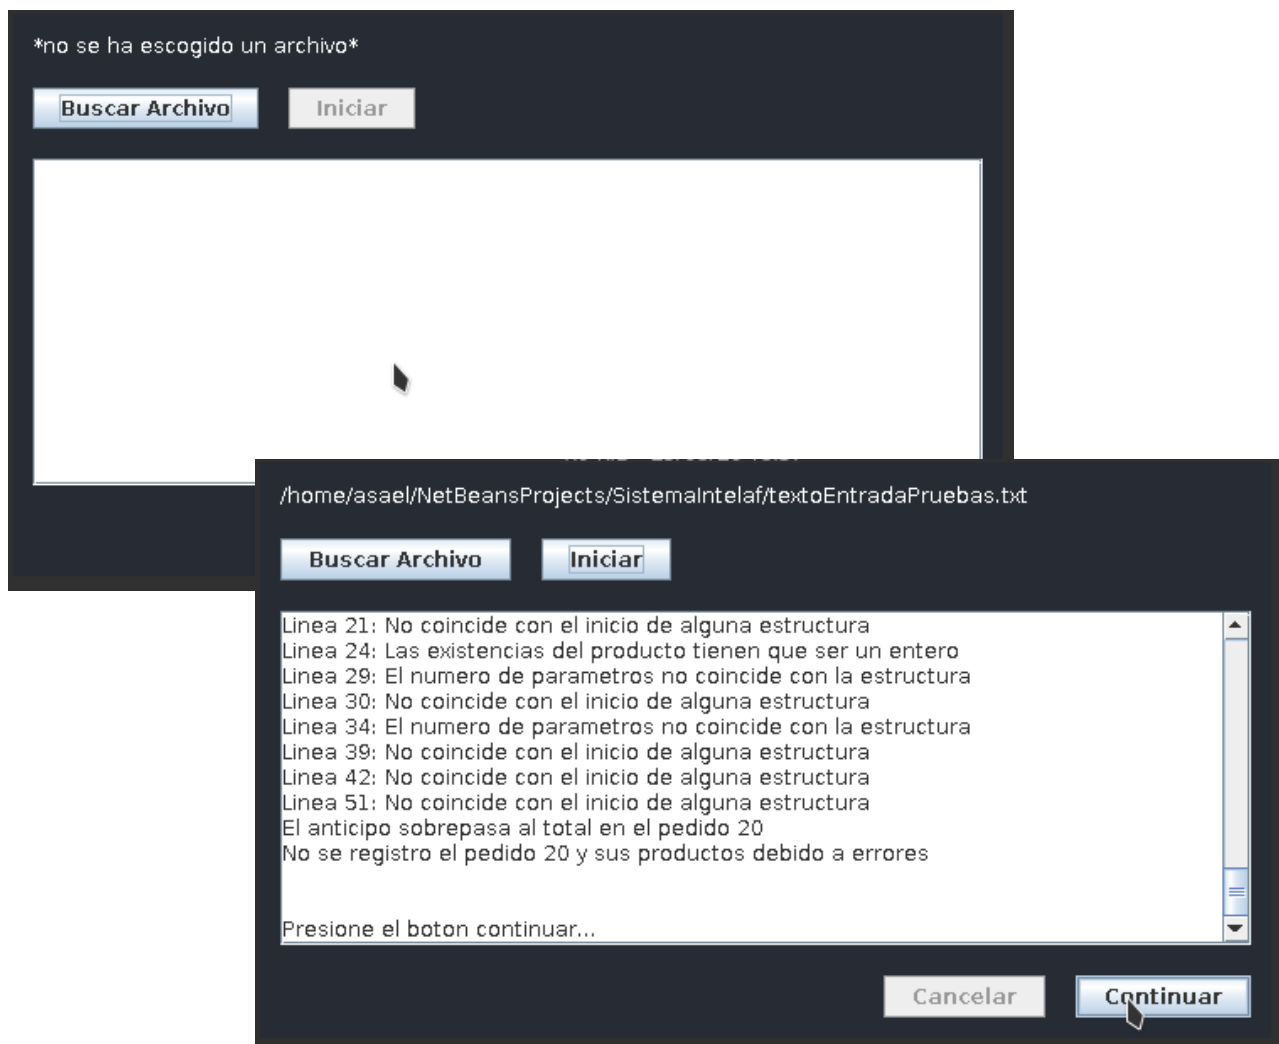 *no se ha escogido un archivo*
Buscar Archivo
Iniciar
/home/asael/NetBeansProjects/SistemaIntelaf/textoEntradaPruebas.txt
Buscar Archivo
Iniciar
Linea 21: No coincide con el inicio de alguna estructura
Linea 24: Las existencias del producto tienen que ser un entero
Linea 29: El numero de parametros no coincide con la estructura
Linea 30: No coincide con el inicio de alguna estructura
Linea 34: El numero de parametros no coincide con la estructura
Linea 39: No coincide con el inicio de alguna estructura
Linea 42: No coincide con el inicio de alguna estructura
Linea 51: No coincide con el inicio de alguna estructura
El anticipo sobrepasa al total en el pedido 20
No se registro el pedido 20 y sus productos debido a errores
Presione el boton continuar...
Cancelar
Continuar